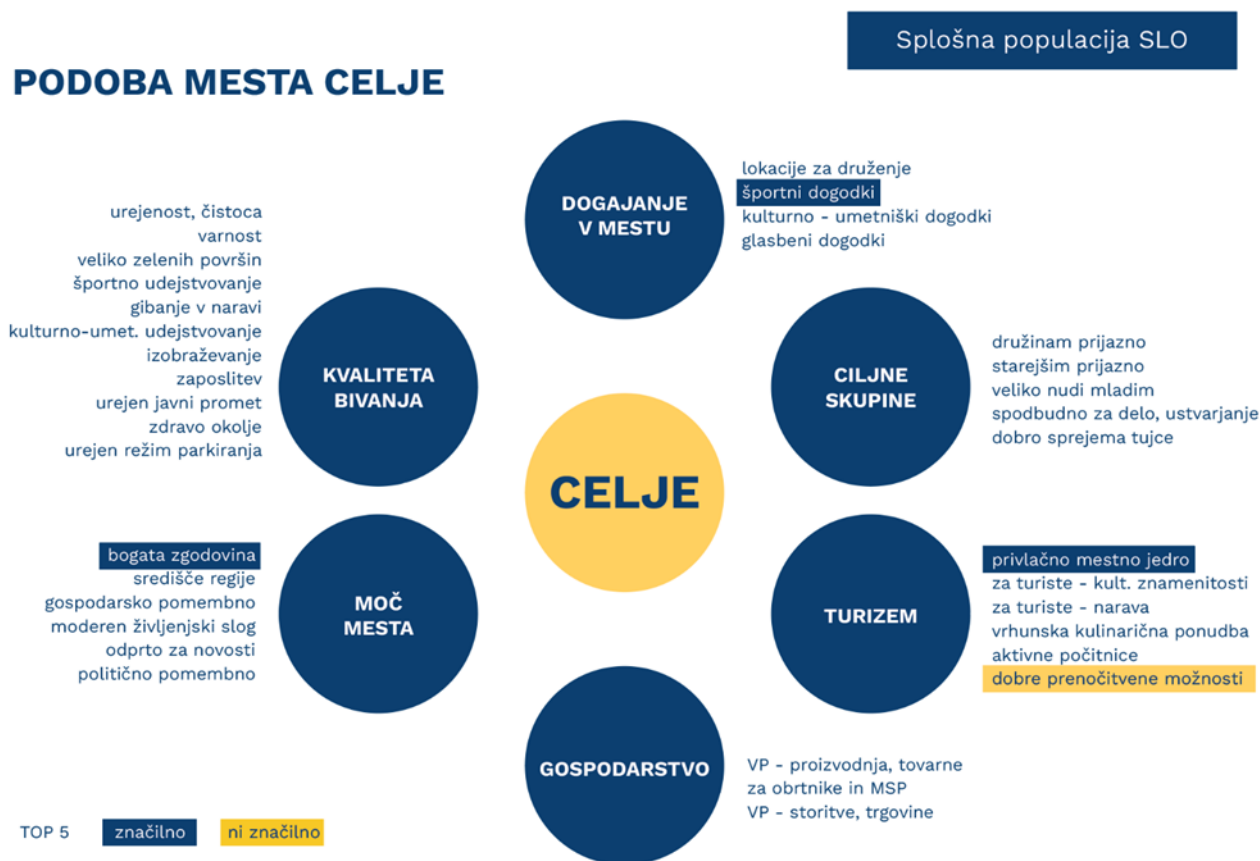 Splošna populacija SLO
PODOBA MESTA CELJE
DOGAJANJE
V MESTU
lokacije za druženje
športni dogodki
kulturno - umetniški dogodki
glasbeni dogodki
urejenost, čistoca
varnost
veliko zelenih površin
športno udejstvovanje
gibanje v naravi
kulturno-umet. udejstvovanje
izobraževanje
zaposlitev
urejen javni promet
zdravo okolje
urejen režim parkiranja
KVALITETA
BIVANJA
CILJNE
SKUPINE
družinam prijazno
starejšim prijazno
veliko nudi mladim
spodbudno za delo, ustvarjanje
dobro sprejema tujce
CELJE
bogata zgodovina
središče regije
gospodarsko pomembno
moderen življenjski slog
odprto za novosti
politično pomembno
MOČ
MESTA
TURIZEM
privlačno mestno jedro
za turiste - kult. znamenitosti
za turiste - narava
vrhunska kulinarična ponudba
aktivne počitnice
dobre prenočitvene možnosti
GOSPODARSTVO
VP - proizvodnja, tovarne
za obrtnike in MSP
VP - storitve, trgovine
TOP 5 značilno ni značilno